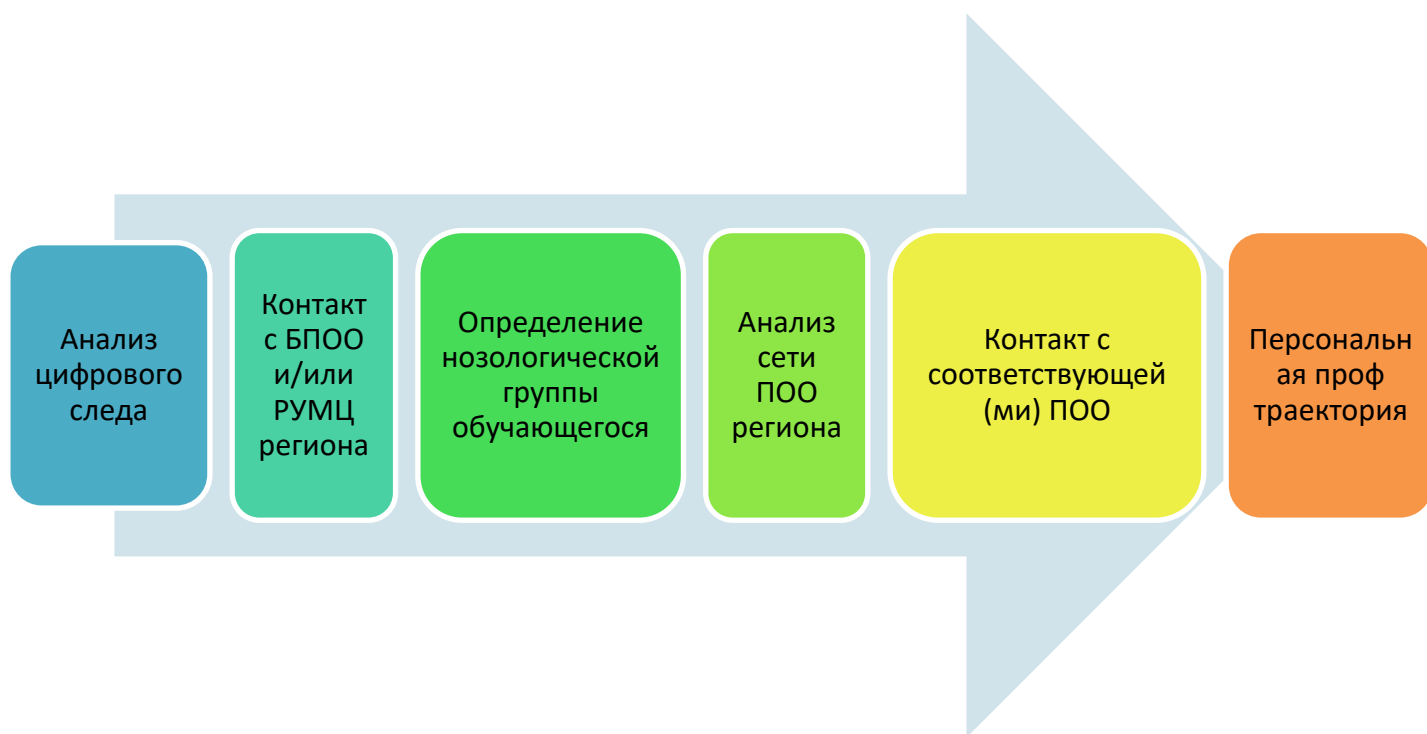 Анализ
цифрового
следа
Контакт
с БПОО
и/или
РУМЦ
региона
Определение
нозологической
группы
обучающегося
Анализ
сети
ПОО
региона
Контакт с
соответствующей
(ми) ПОО
Персональн
ая проф
траектория